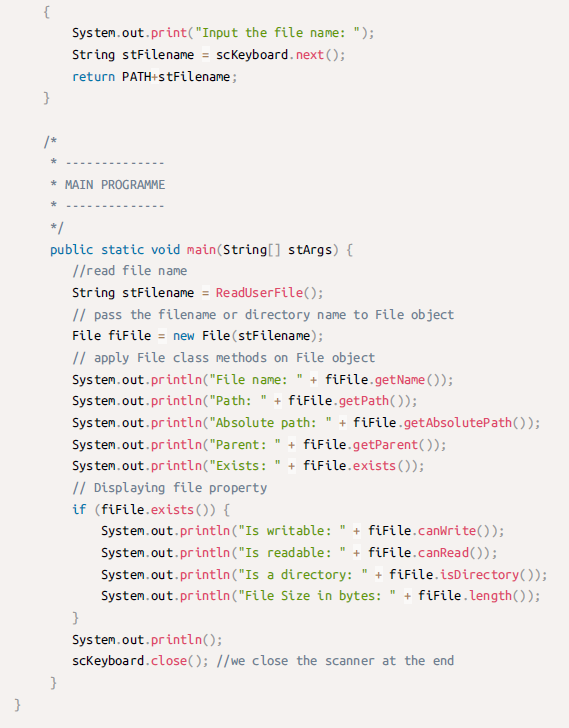 {
System.out.print("Input the file name: ");
String stFilename = scKeyboard.next();
return PATH+stFilename;
}
/*
* --------------
* MAIN PROGRAMME
* --------------
*/
public static void main(String[] stArgs) {
//read file name
String stFilename = ReadUserFile();
// pass the filename or directory name to File object
File fiFile = new File(stFilename);
// apply File class methods on File object
System.out.println("File name: " + fiFile.getName());
System.out.println("Path: " + fiFile.getPath());
System.out.println("Absolute path: " + fiFile.getAbsolutePath());
System.out.println("Parent: " + fiFile.getParent());
System.out.println("Exists: " + fiFile.exists());
// Displaying file property
if (fiFile.exists()) {
System.out.println("Is writable: " + fiFile.canWrite());
System.out.println("Is readable: " + fiFile.canRead());
System.out.println("Is a directory: " + fiFile.isDirectory());
System.out.println("File Size in bytes: " + fiFile.length());
}
System.out.println();
scKeyboard.close(); //we close the scanner at the end
}
}